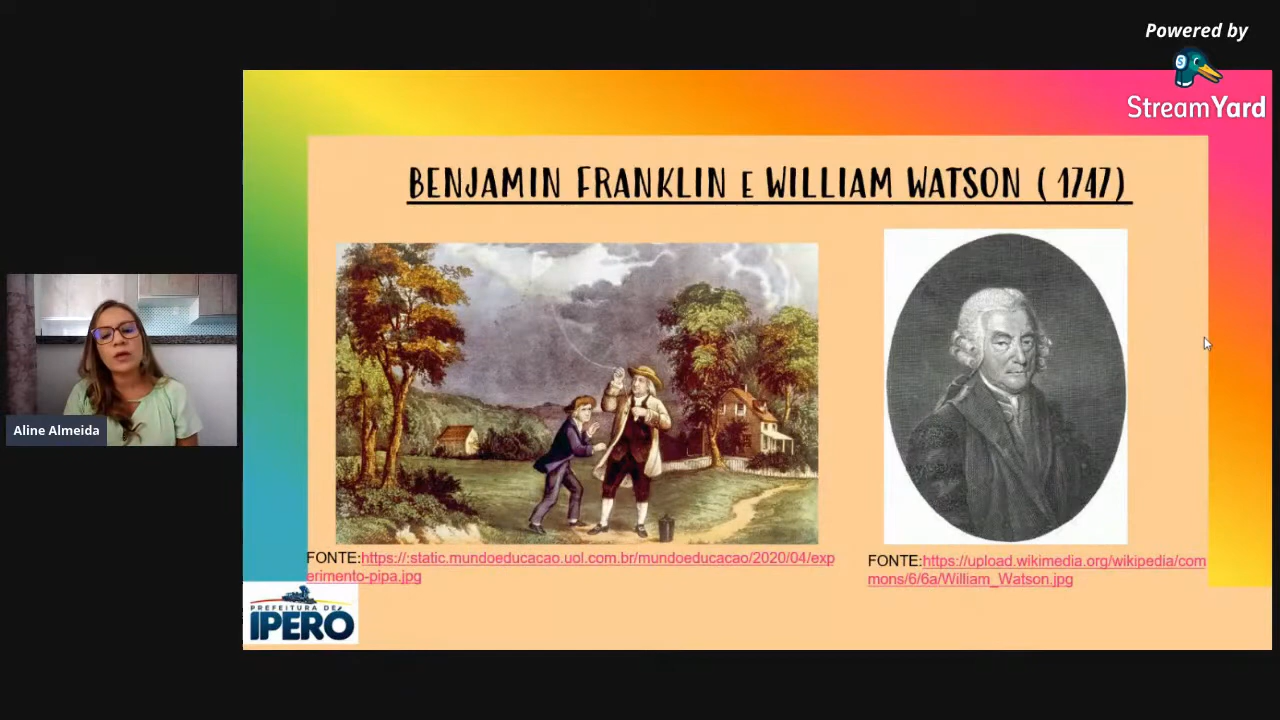 Powered by
StreamYard
BENJAMIN FRANKLIN E WILLIAM WATSON ( 1747)
Aline Almeida
FONTE:https://:static.mundoeducacao.uol.com.br/mundoeducacao/2020/04/exp
erimento-pipa.jpg
FONTE:https://upload.wikimedia.org/wikipedia/com
mons/6/6a/William_Watson.jpg
PREFEITURA DE
IPERÓ